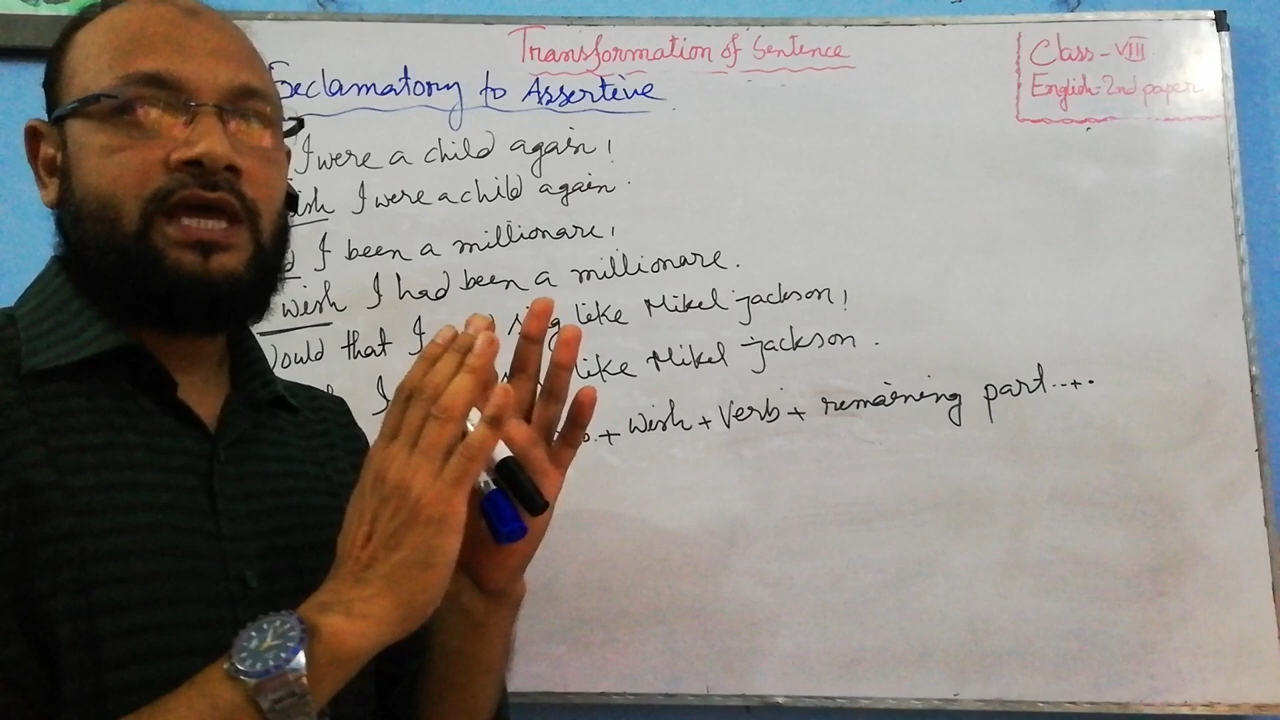 Transformation of Sentence
Class-VIII
English-2nd paper
Exclamatory to Assertive
I were a child again!
I were a child again.
I been a millionare!
wish I had been a millionare.
that I like Mikel jackson!
I like Mikel jackson.
+ wish + verb + remaining part...